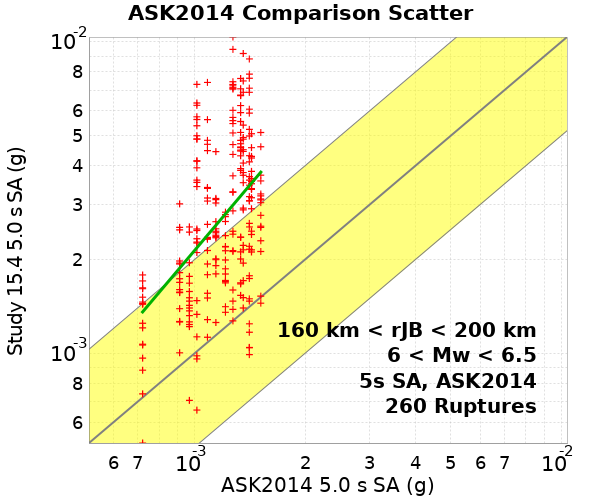 ASK2014 Comparison Scatter
Study 15.4 5.0 s SA (g)
10-2
8
6
5
4
3
2
10-3
8
6
160 km < rJB < 200 km
6 < Mw < 6.5
5s SA, ASK2014
260 Ruptures
6 7 10-3 2 3 4 5 6 7 10-2
ASK2014 5.0 s SA (g)